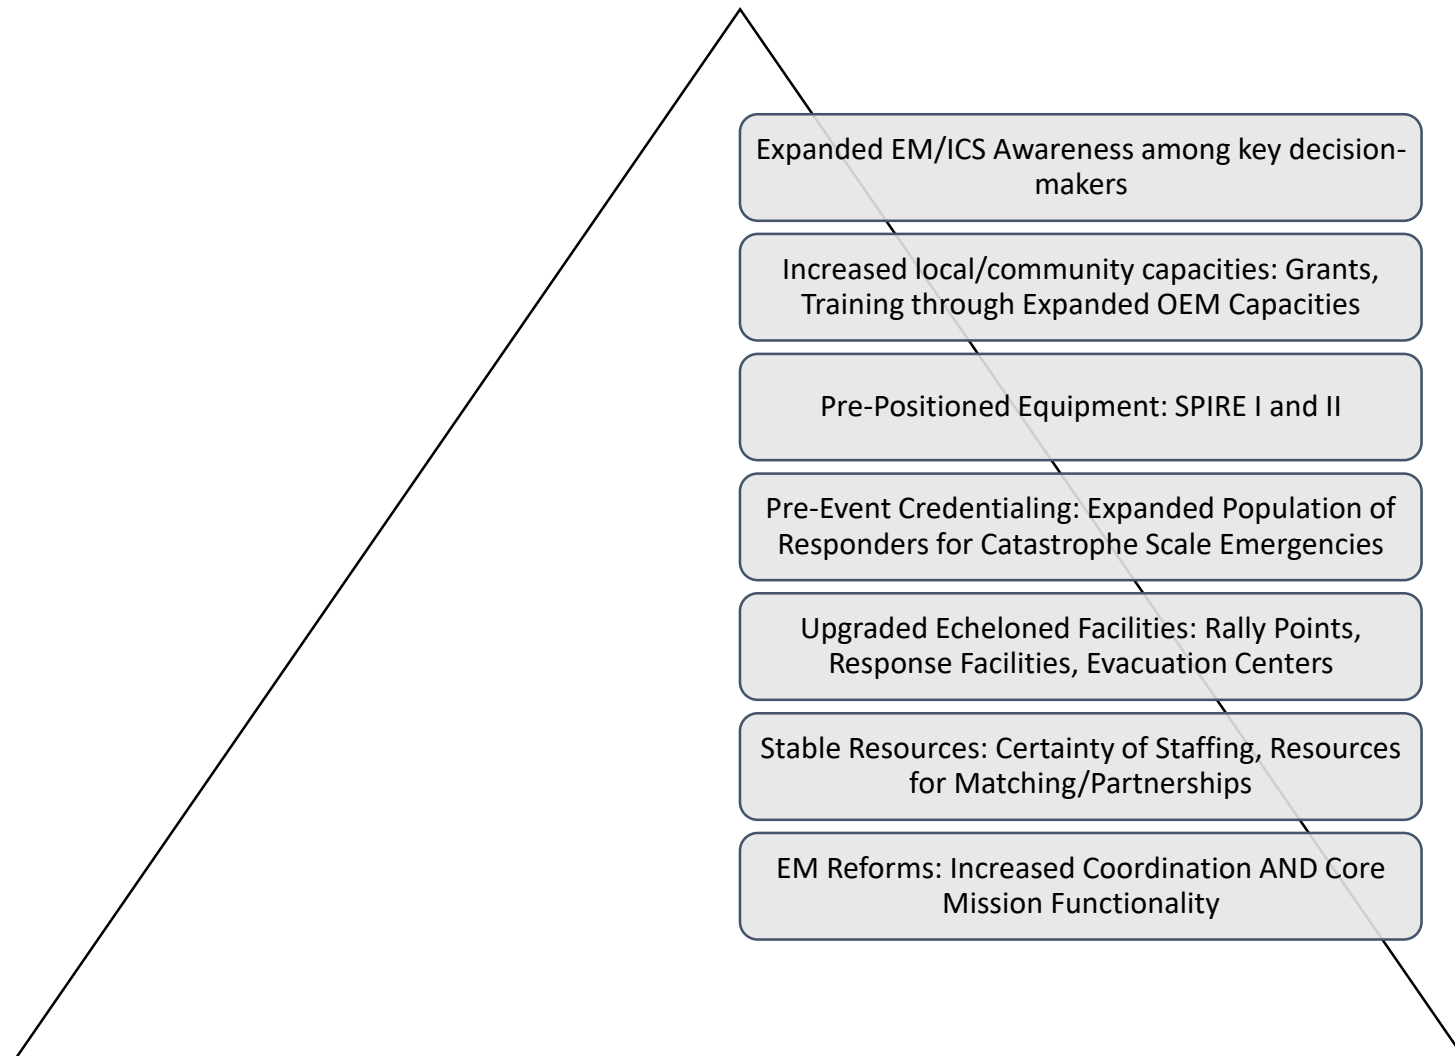 Expanded EM/ICS Awareness among key decision-
makers
Increased local/community capacities: Grants,
Training through Expanded OEM Capacities
Pre-Positioned Equipment: SPIRE I and II
Pre-Event Credentialing: Expanded Population of
Responders for Catastrophe Scale Emergencies
Upgraded Echeloned Facilities: Rally Points,
Response Facilities, Evacuation Centers
Stable Resources: Certainty of Staffing, Resources
for Matching/Partnerships
EM Reforms: Increased Coordination AND Core
Mission Functionality